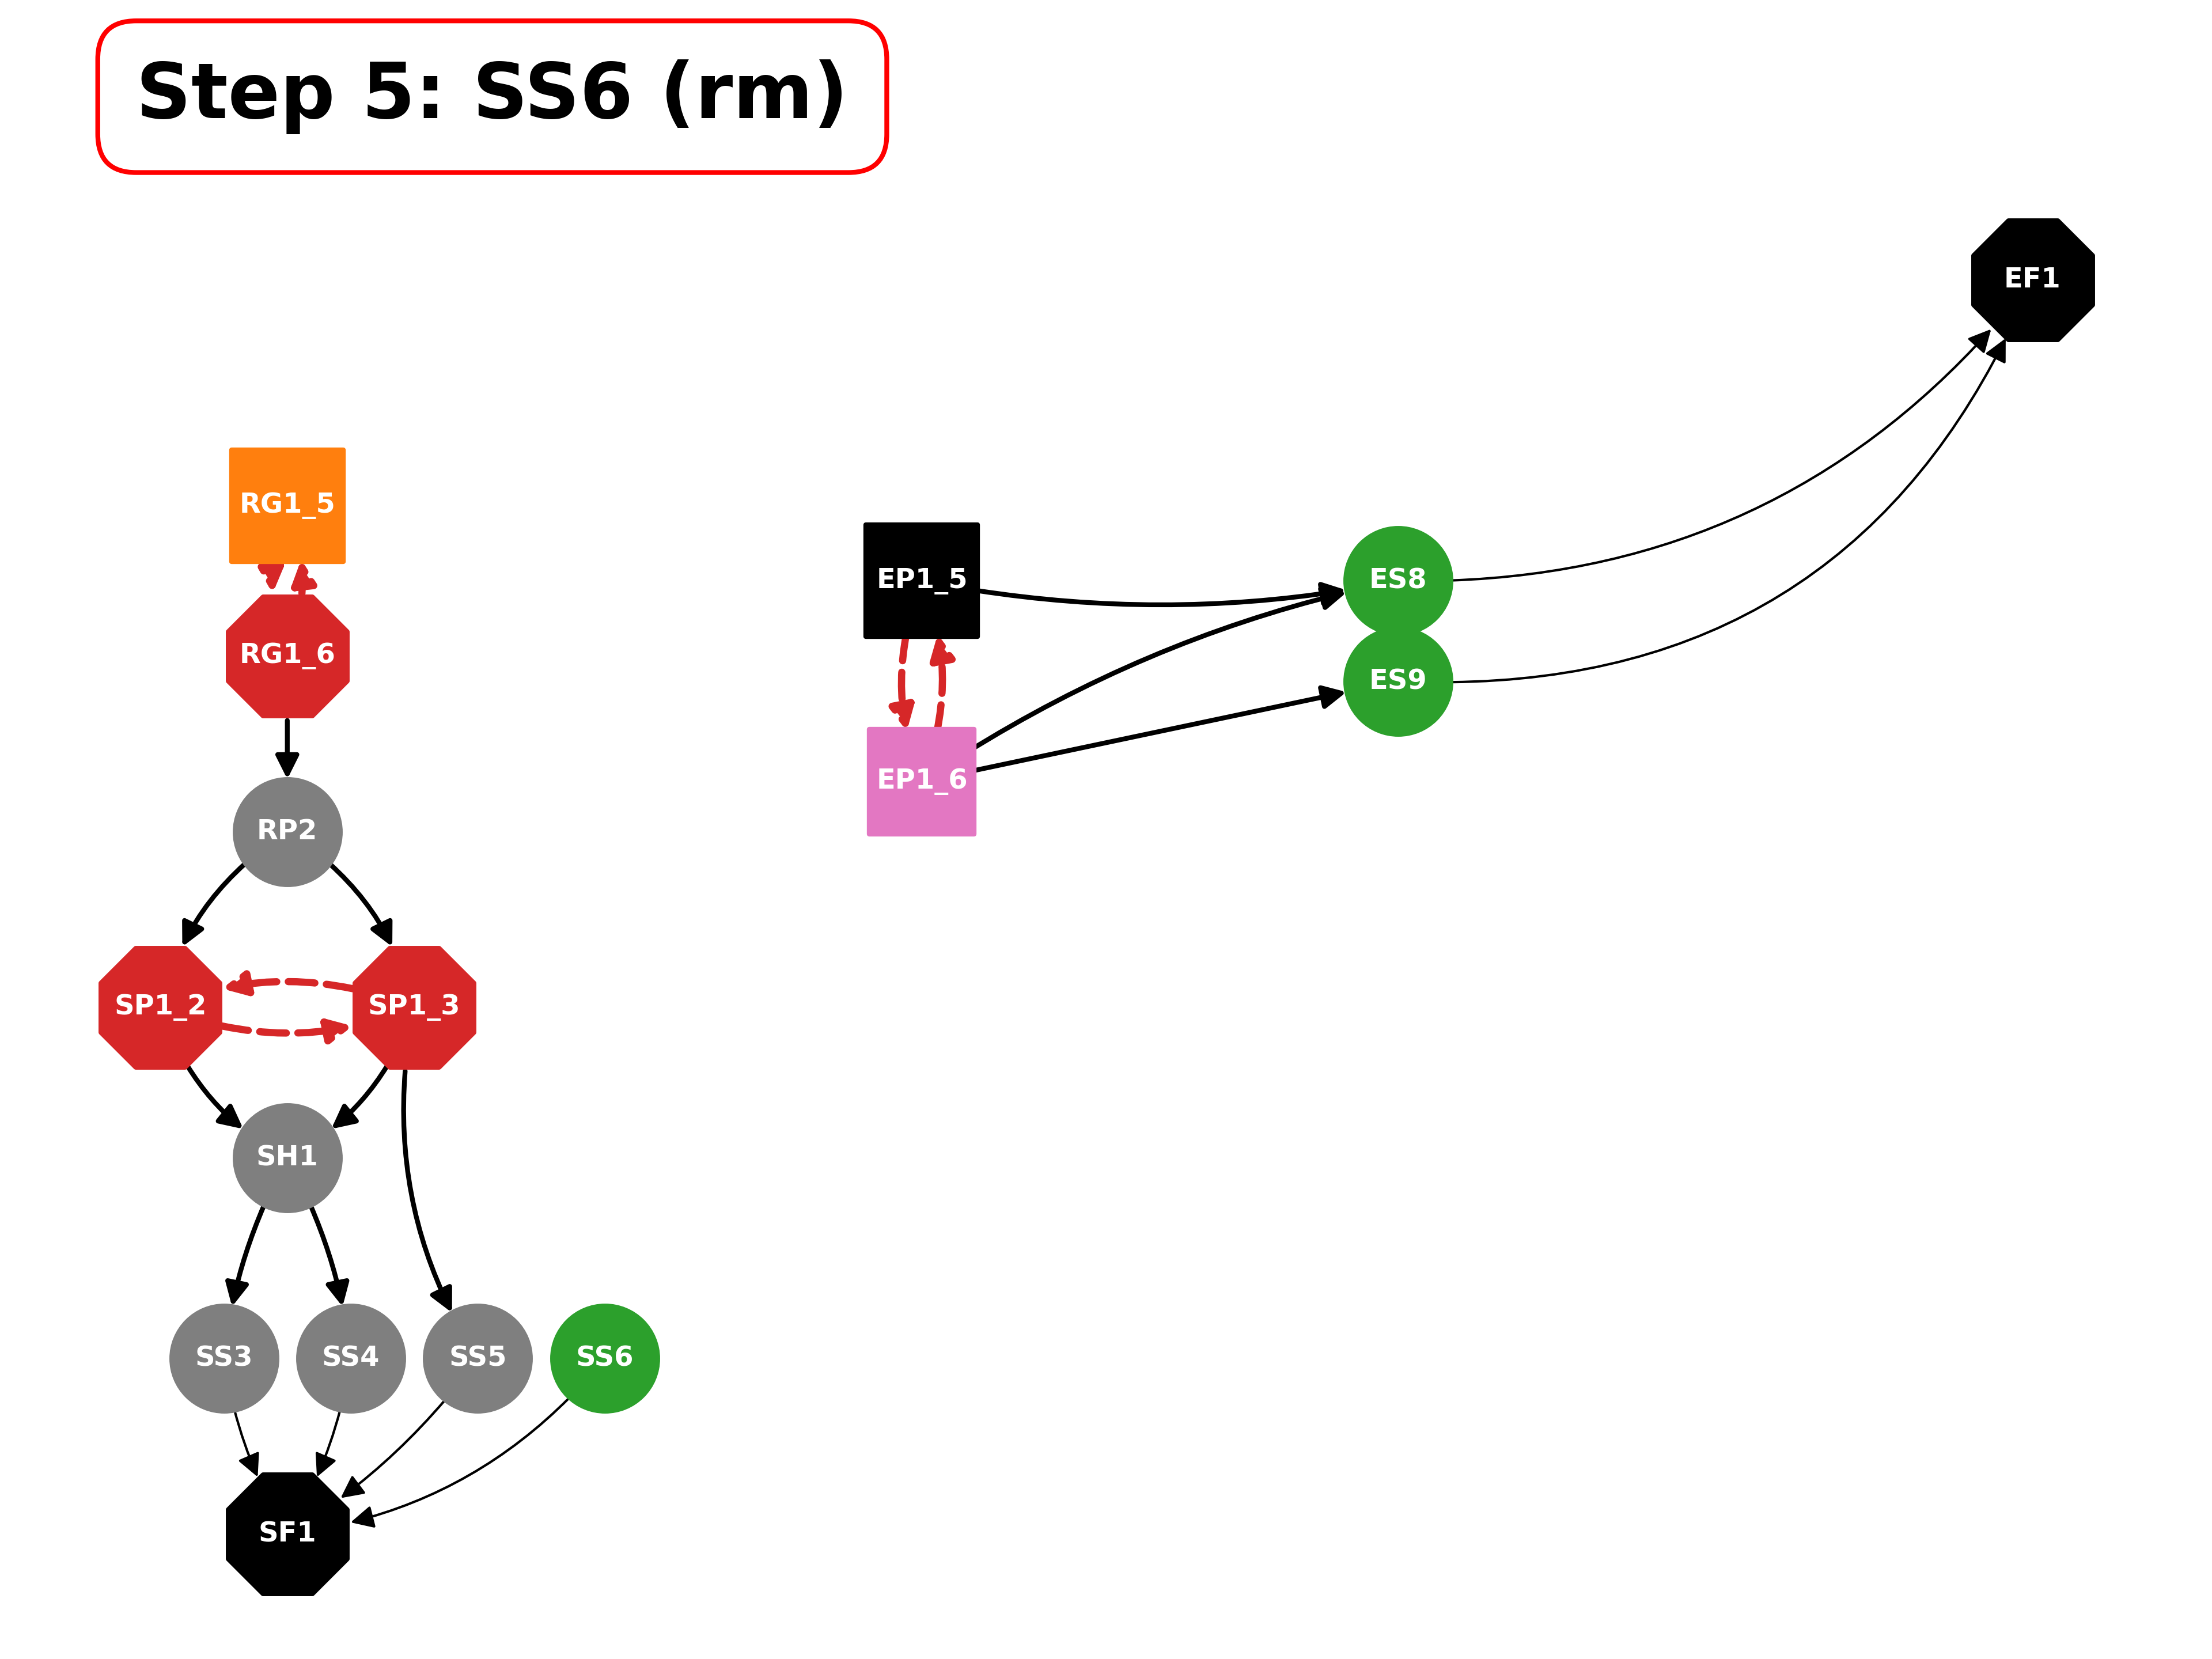 Step 5: SS6 (rm)
EF1
RG1_5
EP1_5
ES8
RG1_6
ES9
EP1_6
RP2
SP1_2
SP1_3
SH1
SS3
SS4
SS5
SS6
SF1